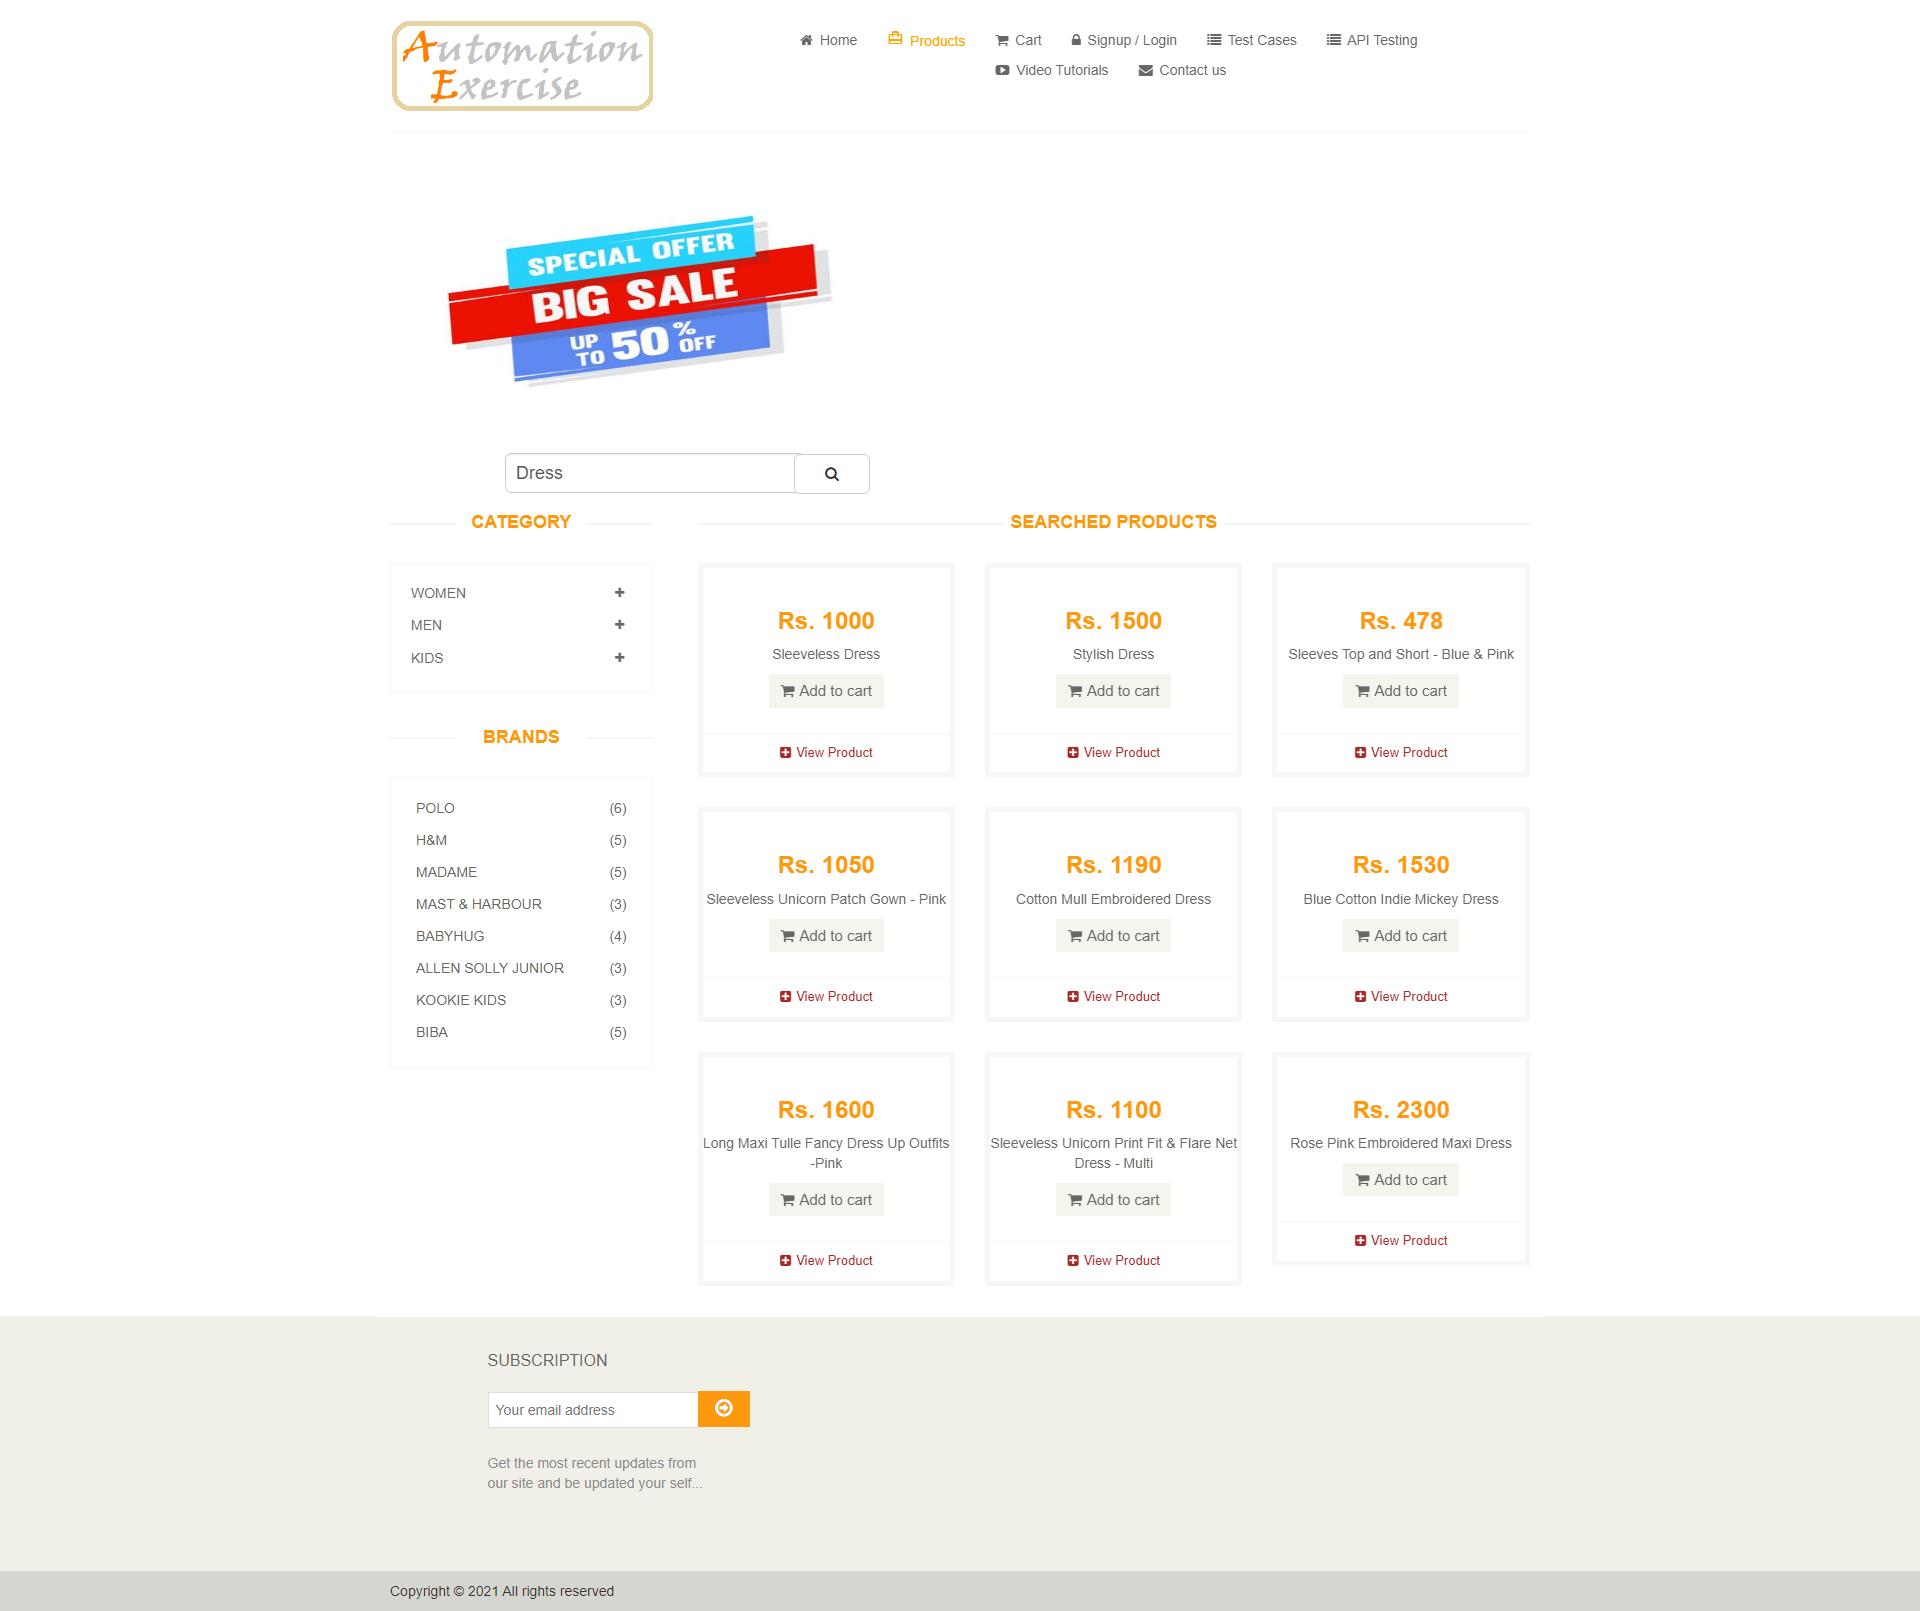 Automation
Exercise
Home Products Cart Signup / Login Test Cases API Testing
Video Tutorials Contact us
SPECIAL OFFER
BIG SALE
UP TO 50% OFF
Dress
CATEGORY
WOMEN
MEN
KIDS
BRANDS
POLO (6)
H&M (5)
MADAME (5)
MAST & HARBOUR (3)
BABYHUG (4)
ALLEN SOLLY JUNIOR (3)
KOOKIE KIDS (3)
BIBA (5)
SEARCHED PRODUCTS
Rs. 1000
Sleeveless Dress
Add to cart
View Product
Rs. 1500
Stylish Dress
Add to cart
View Product
Rs. 478
Sleeves Top and Short - Blue & Pink
Add to cart
View Product
Rs. 1050
Sleeveless Unicorn Patch Gown - Pink
Add to cart
View Product
Rs. 1190
Cotton Mull Embroidered Dress
Add to cart
View Product
Rs. 1530
Blue Cotton Indie Mickey Dress
Add to cart
View Product
Rs. 1600
Long Maxi Tulle Fancy Dress Up Outfits
-Pink
Add to cart
View Product
Rs. 1100
Sleeveless Unicorn Print Fit & Flare Net
Dress - Multi
Add to cart
View Product
Rs. 2300
Rose Pink Embroidered Maxi Dress
Add to cart
View Product
SUBSCRIPTION
Your email address
Get the most recent updates from
our site and be updated your self...
Copyright © 2021 All rights reserved